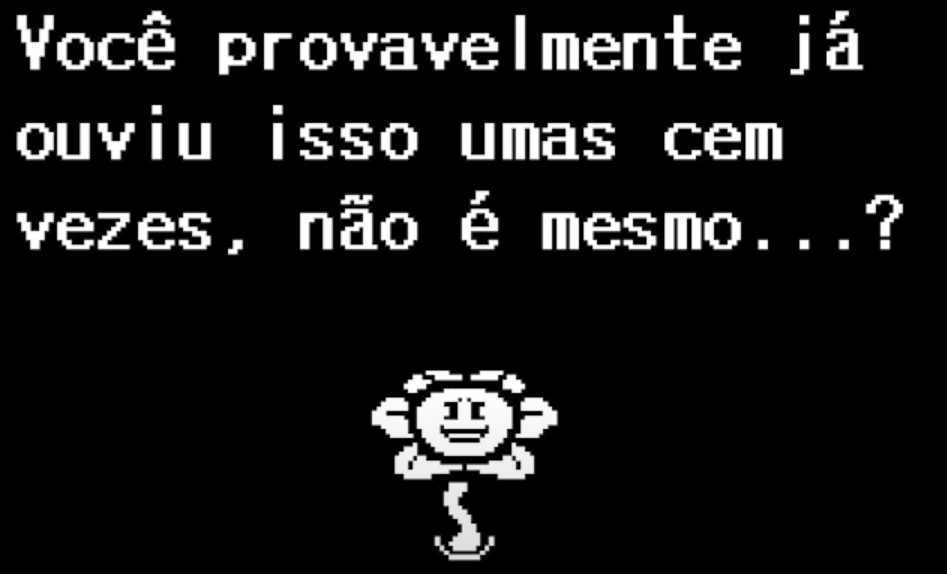 Você provavelmente já
ouviu isso umas cem
vezes, não é mesmo...?